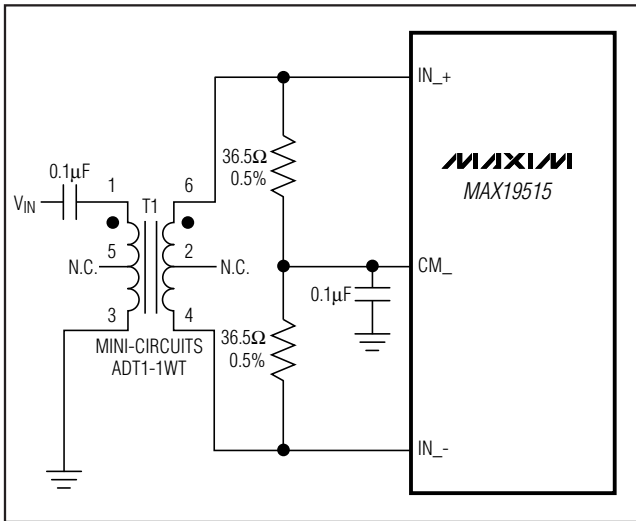 IN_+
36.5Ω
0.5%
MAXIM
MAX19515
0.1μF
VIN
1
T1
6
5
N.C.
2
N.C.
CM_
0.1μF
3
4
MINI-CIRCUITS
ADT1-1WT
36.5Ω
0.5%
IN_-